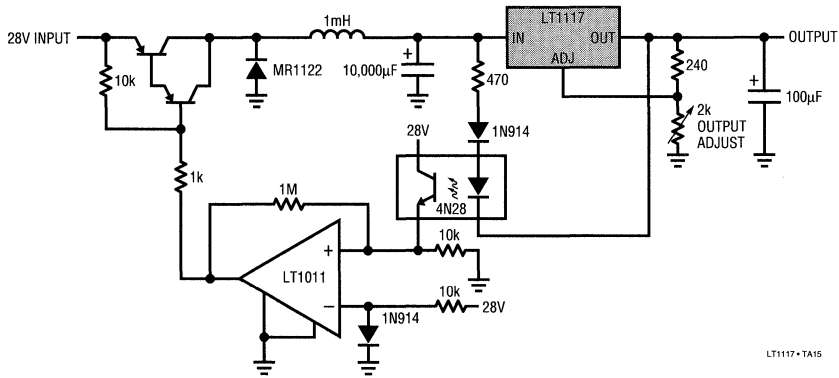 1mH
LT1117
28V INPUT
IN
OUT
OUTPUT
ADJ
+
10k
MR1122
10,000µF
470
240
+
100µF
2k
OUTPUT
ADJUST
28V
1N914
1k
4N28
1M
+
10k
LT1011
–
10k
28V
1N914
LT1117 • TA15